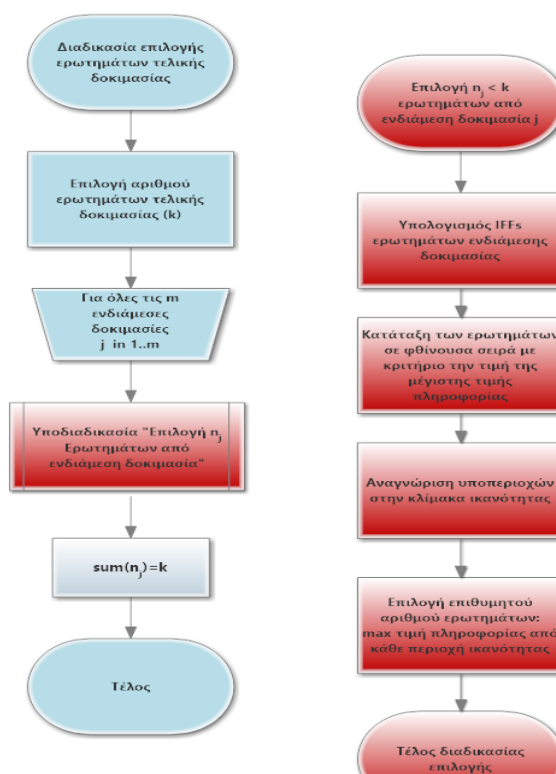 Διαδικασία επιλογής
ερωτημάτων τελικής
δοκιμασίας
Επιλογή αριθμού
ερωτημάτων τελικής
δοκιμασίας (k)
Για όλες τις m
ενδιάμεσες
δοκιμασίες
j in 1..m
Υποδιαδικασία "Επιλογή nj
Ερωτημάτων από
ενδιάμεση δοκιμασία"
sum(nj)=k
Τέλος
Επιλογή nj < k
ερωτημάτων από
ενδιάμεση δοκιμασία j
Υπολογισμός IFFs
ερωτημάτων ενδιάμεσης
δοκιμασίας
Κατάταξη των ερωτημάτων
σε φθίνουσα σειρά με
κριτήριο την τιμή της
μέγιστης τιμής
πληροφορίας
Αναγνώριση υποπεριοχών
στην κλίμακα ικανότητας
Επιλογή επιθυμητού
αριθμού ερωτημάτων:
max τιμή πληροφορίας από
κάθε περιοχή ικανότητας
Τέλος διαδικασίας
επιλογής